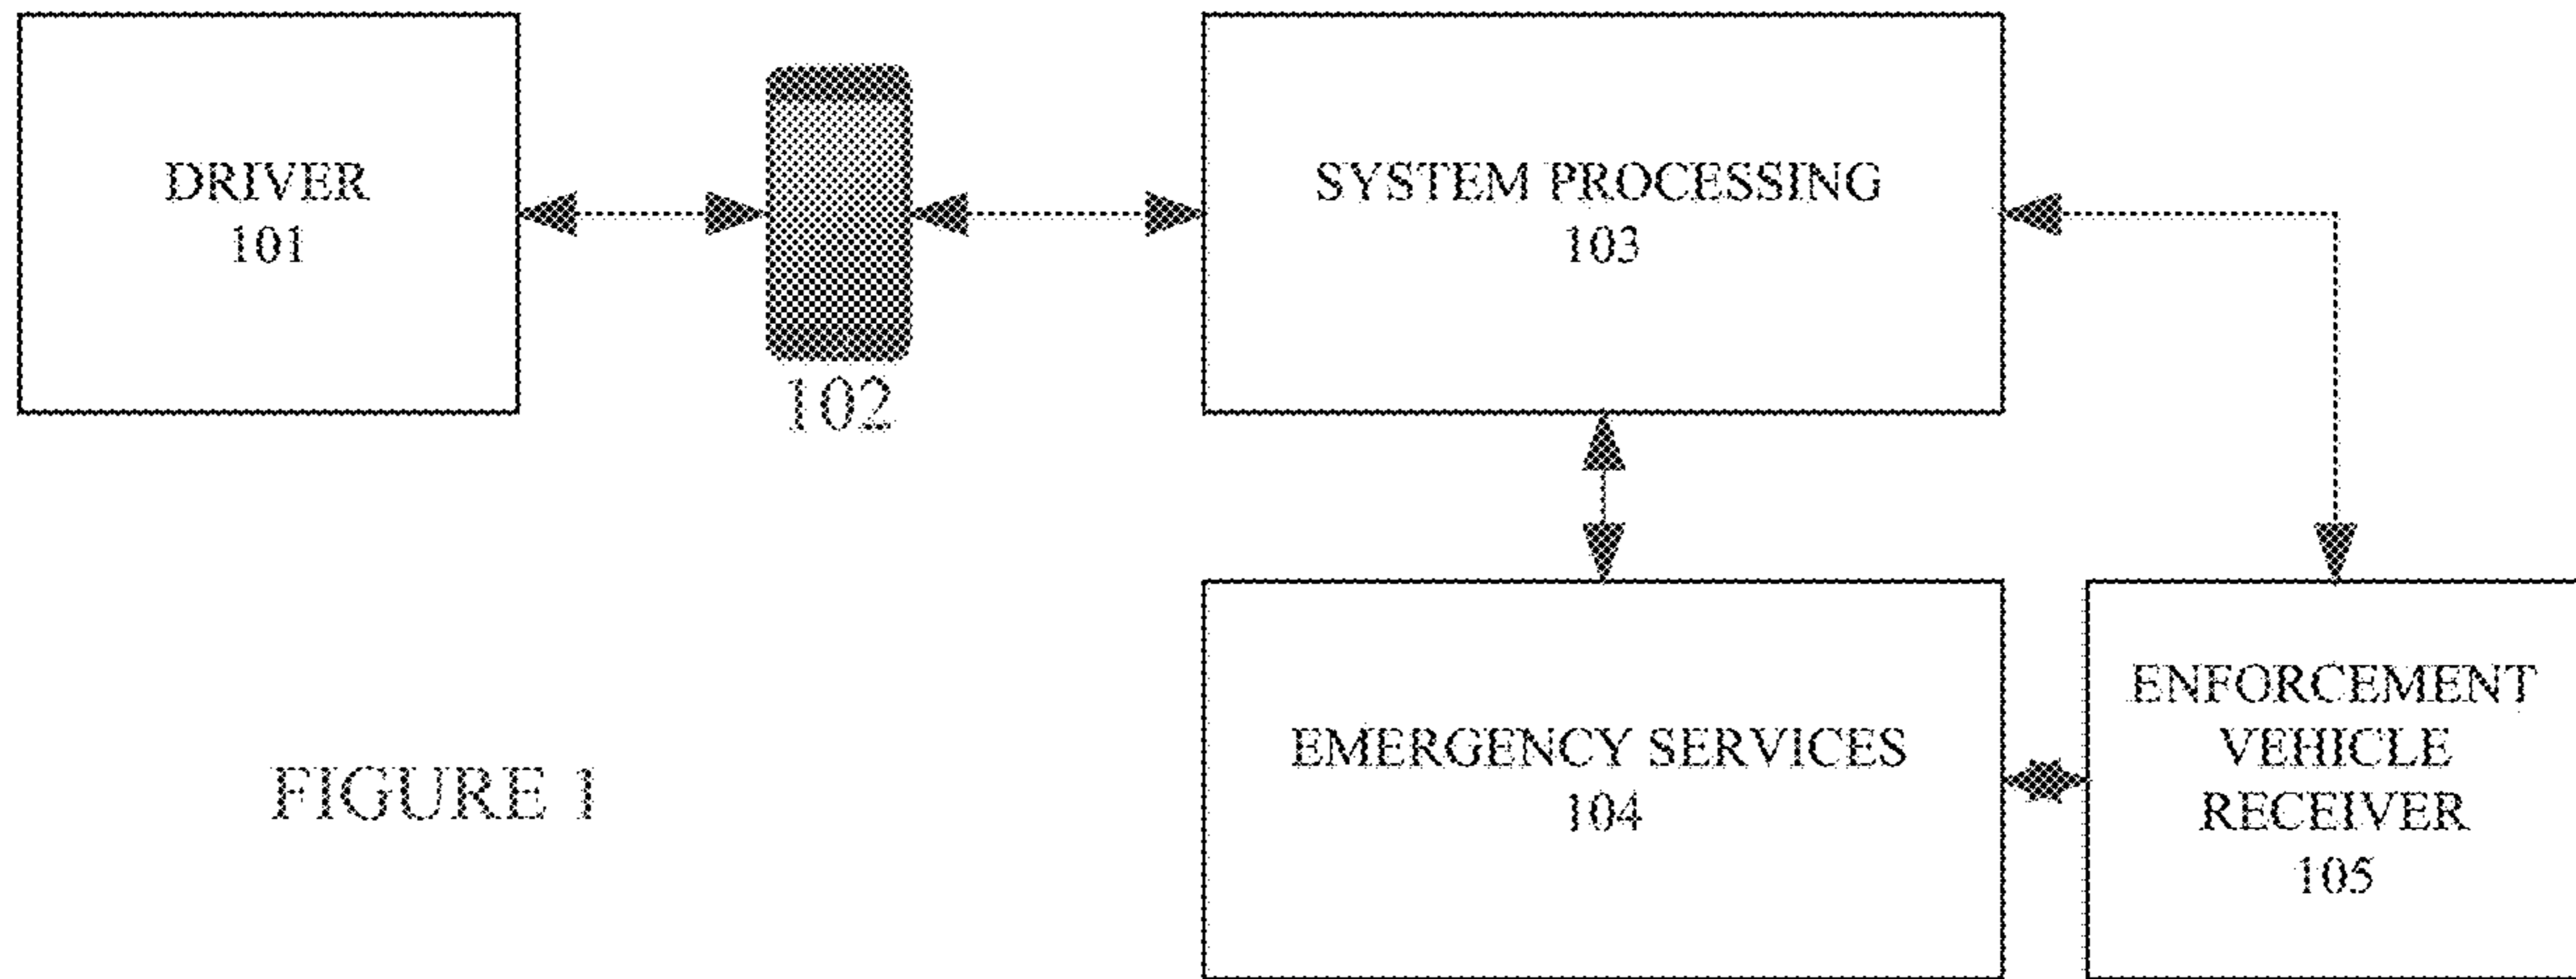 DRIVER
101
102
SYSTEM PROCESSING
103
EMERGENCY SERVICES
104
ENFORCEMENT
VEHICLE
RECEIVER
105
FIGURE 1